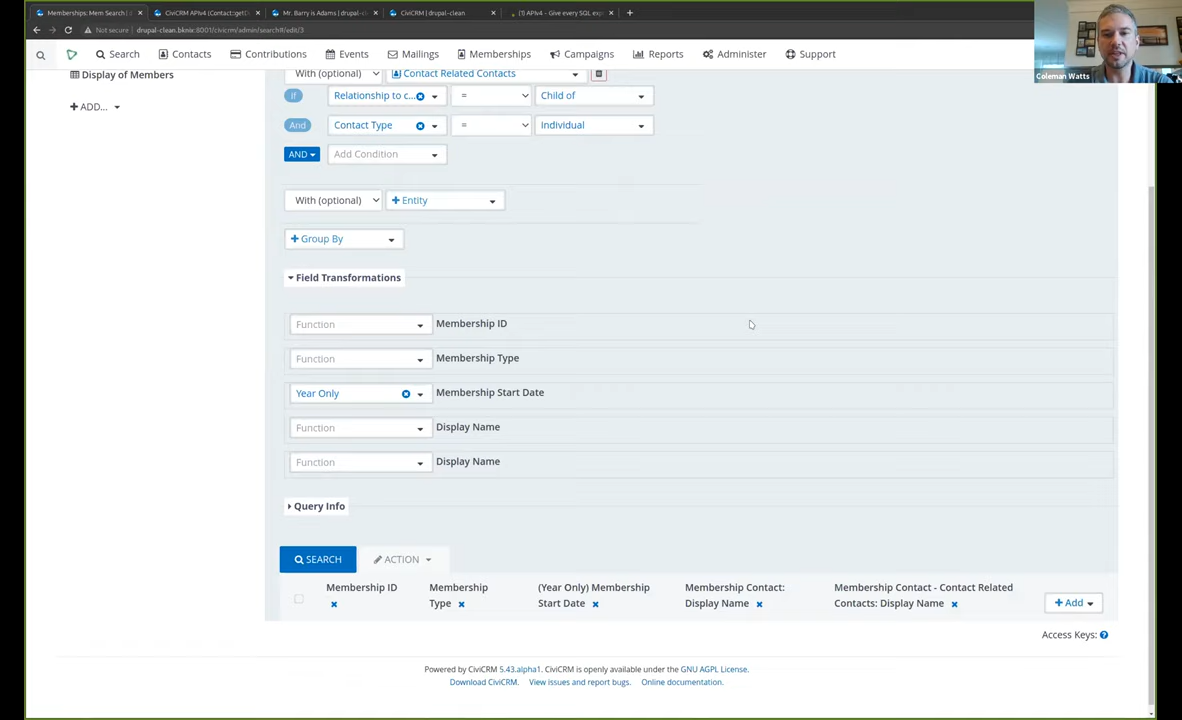 Memberships: Mem Search |
CiviCRM APIv4 (Contact::get
Mr. Barry is Adams | drupal-cl
CiviCRM | drupal-clean
(1) APIv4 - Give every SQL exp
Not secure | drupal-clean.bknix:8001/civicrm/admin/search#/edit/3
Search
Contacts
Contributions
Events
Mailings
Memberships
Campaigns
Reports
Administer
Support
Coleman Watts
Display of Members
ADD...
With (optional)
Contact Related Contacts
If
Relationship to c...
=
Child of
And
Contact Type
=
Individual
AND
Add Condition
With (optional)
+ Entity
+ Group By
Field Transformations
Function
Membership ID
Function
Membership Type
Year Only
Membership Start Date
Function
Display Name
Function
Display Name
Query Info
SEARCH
ACTION
Membership ID
Membership Type
(Year Only) Membership Start Date
Membership Contact: Display Name
Membership Contact - Contact Related Contacts: Display Name
+ Add
Access Keys:
Powered by CiviCRM 5.43.alpha1. CiviCRM is openly available under the GNU AGPL License.
Download CiviCRM. View issues and report bugs. Online documentation.